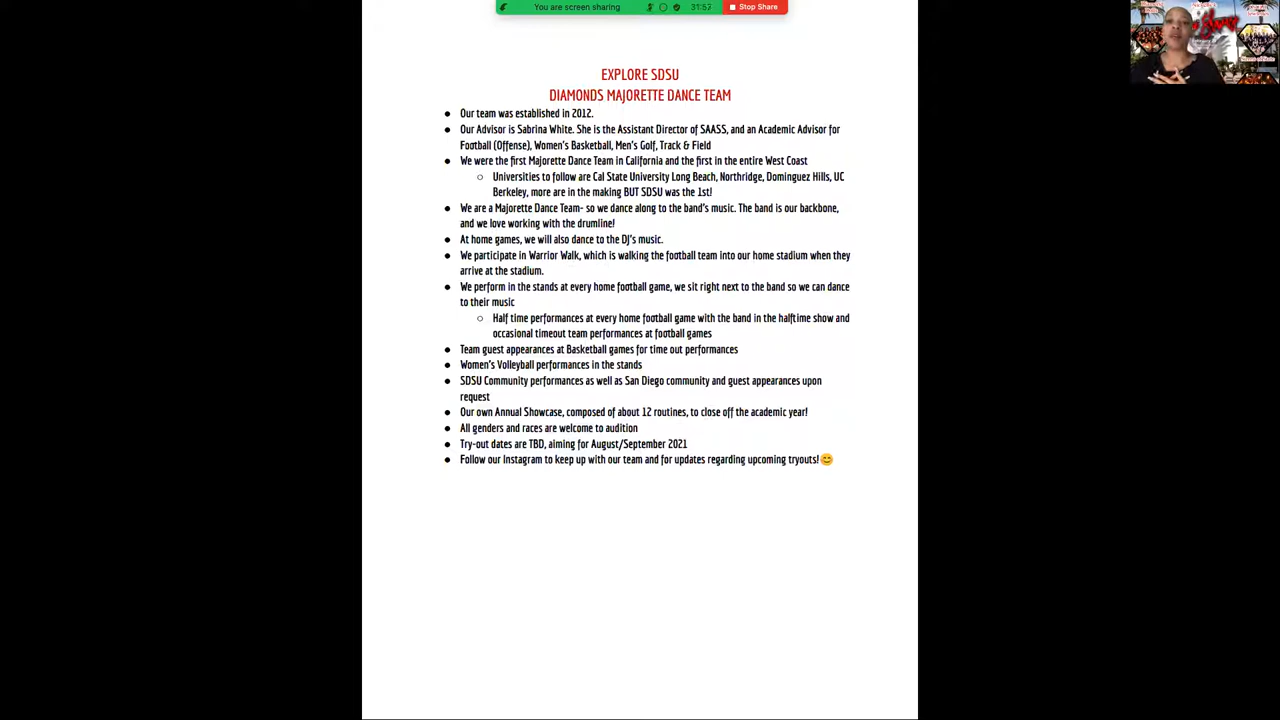 You are screen sharing
31:53
Stop Share
EXPLORE SDSU
DIAMONDS MAJORETTE DANCE TEAM
● Our team was established in 2012.
● Our Advisor is Sabrina White. She is the Assistant Director of SAASS, and an Academic Advisor for
Football (Offense), Women's Basketball, Men's Golf, Track & Field
● We were the first Majorette Dance Team in California and the first in the entire West Coast
○ Universities to follow are Cal State University Long Beach, Northridge, Dominguez Hills, UC
Berkeley, more are in the making BUT SDSU was the 1st!
● We are a Majorette Dance Team- so we dance along to the band's music. The band is our backbone,
and we love working with the drumline!
● At home games, we will also dance to the DJ's music.
● We participate in Warrior Walk, which is walking the football team into our home stadium when they
arrive at the stadium.
● We perform in the stands at every home football game, we sit right next to the band so we can dance
to their music
○ Half time performances at every home football game with the band in the halftime show and
occasional timeout team performances at football games
● Team guest appearances at Basketball games for time out performances
● Women's Volleyball performances in the stands
● SDSU Community performances as well as San Diego community and guest appearances upon
request
● Our own Annual Showcase, composed of about 12 routines, to close off the academic year!
● All genders and races are welcome to audition
● Try-out dates are TBD, aiming for August/September 2021
● Follow our Instagram to keep up with our team and for updates regarding upcoming tryouts!😊